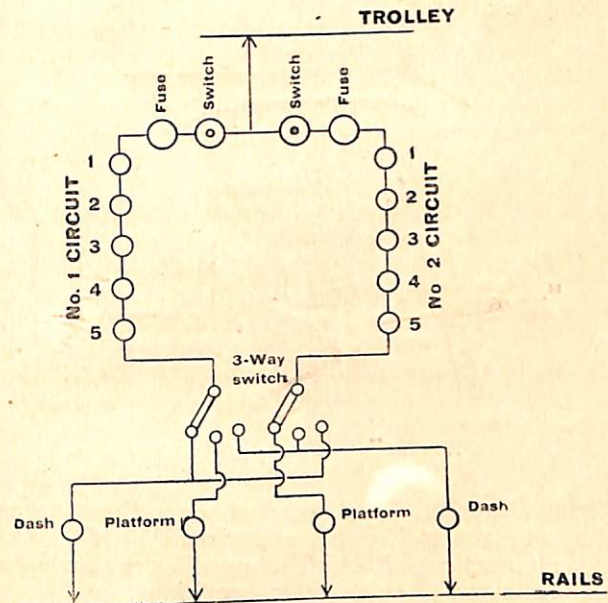 TROLLEY
Fuse
Switch
Switch
Fuse
1
2
3
4
5
No. 1 CIRCUIT
1
2
3
4
5
No 2 CIRCUIT
3-Way
switch
Dash
Platform
Platform
Dash
RAILS